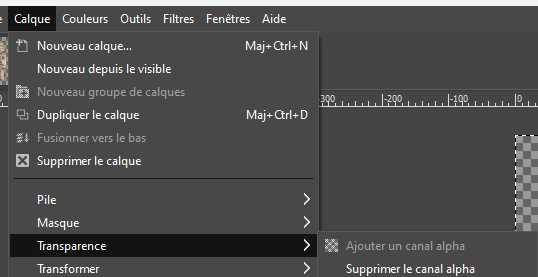 Calque Couleurs Outils Filtres Fenêtres Aide
Nouveau calque... Maj+Ctrl+N
Nouveau depuis le visible
Nouveau groupe de calques
Dupliquer le calque Maj+Ctrl+D
300 -200 -100 0
Fusionner vers le bas
Supprimer le calque
Pile
Masque
Transparence
Ajouter un canal alpha
Transformer
Supprimer le canal alpha